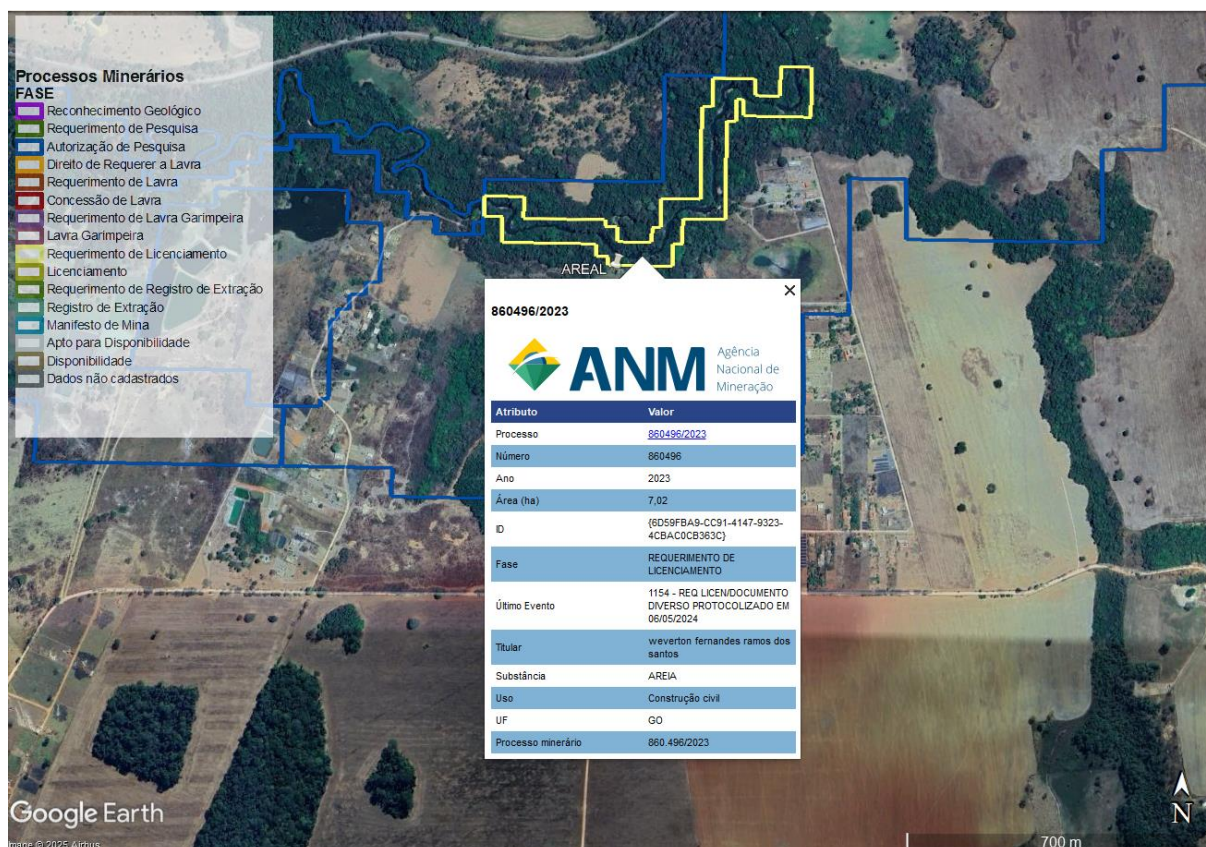 Processos Minerários
FASE
Reconhecimento Geológico
Requerimento de Pesquisa
Autorização de Pesquisa
Direito de Requerer a Lavra
Requerimento de Lavra
Concessão de Lavra
Requerimento de Lavra Garimpeira
Lavra Garimpeira
Requerimento de Licenciamento
Licenciamento
Requerimento de Registro de Extração
Registro de Extração
Manifesto de Mina
Apto para Disponibilidade
Disponibilidade
Dados não cadastrados
AREAL
860496/2023
ANM
Agência
Nacional de
Mineração
Atributo Valor
Processo 860496/2023
Número 860496
Ano 2023
Área (ha) 7,02
ID {6D59FBA9-CC91-4147-9323-
4CBAC0CB363C}
Fase REQUERIMENTO DE
LICENCIAMENTO
Último Evento 1154 - REQ LICEN/DOCUMENTO
DIVERSO PROTOCOLIZADO EM
06/05/2024
Titular weverton fernandes ramos dos
santos
Substância AREIA
Uso Construção civil
UF GO
Processo minerário 860.496/2023
Google Earth
Image © 2025 Airbus
N
700 m